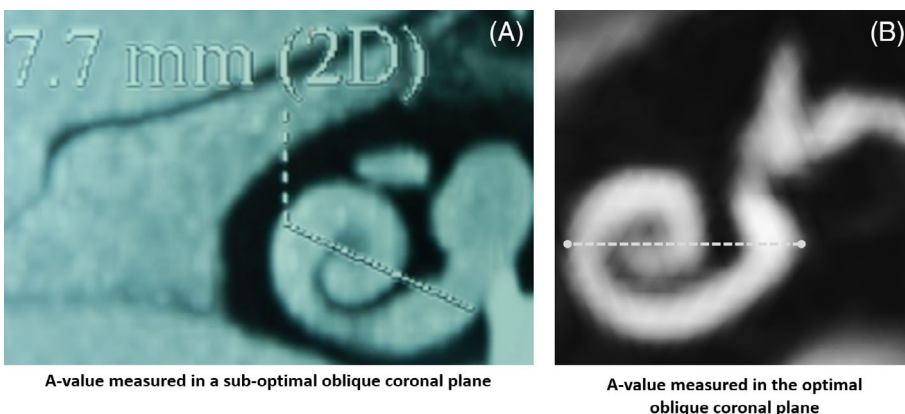 7.7 mm (2D)
(A)
(B)
A-value measured in a sub-optimal oblique coronal plane
A-value measured in the optimal
oblique coronal plane